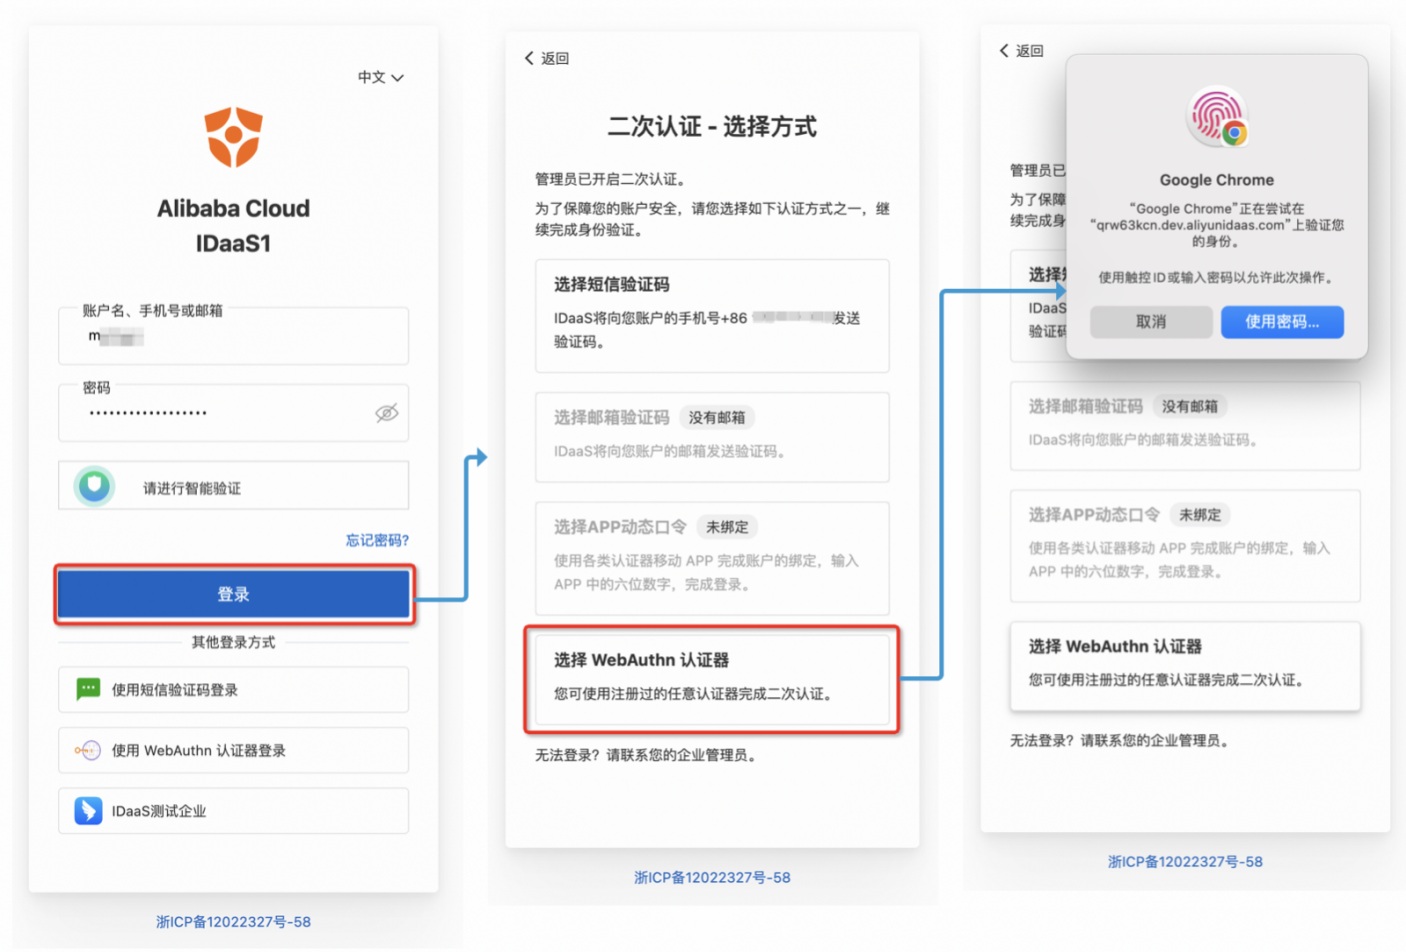 中文
Alibaba Cloud
IDaaS1
账户名、手机号或邮箱
m
密码
••••••••••••••••••
请进行智能验证
忘记密码?
登录
其他登录方式
使用短信验证码登录
使用 WebAuthn 认证器登录
IDaaS测试企业
浙ICP备12022327号-58
返回
二次认证 - 选择方式
管理员已开启二次认证。
为了保障您的账户安全，请您选择如下认证方式之一，继
续完成身份验证。
选择短信验证码
IDaaS将向您账户的手机号+86 发送
验证码。
选择邮箱验证码 没有邮箱
IDaaS将向您账户的邮箱发送验证码。
选择APP动态口令 未绑定
使用各类认证器移动 APP 完成账户的绑定，输入
APP 中的六位数字，完成登录。
选择 WebAuthn 认证器
您可使用注册过的任意认证器完成二次认证。
无法登录？请联系您的企业管理员。
浙ICP备12022327号-58
返回
管理员已
为了保障
续完成身
选择
IDaaS
验证码
Google Chrome
“Google Chrome”正在尝试在
“qrw63kcn.dev.aliyunidaas.com”上验证您
的身份。
使用触控 ID 或输入密码以允许此次操作。
取消
使用密码...
选择邮箱验证码 没有邮箱
IDaaS将向您账户的邮箱发送验证码。
选择APP动态口令 未绑定
使用各类认证器移动 APP 完成账户的绑定，输入
APP 中的六位数字，完成登录。
选择 WebAuthn 认证器
您可使用注册过的任意认证器完成二次认证。
无法登录？请联系您的企业管理员。
浙ICP备12022327号-58